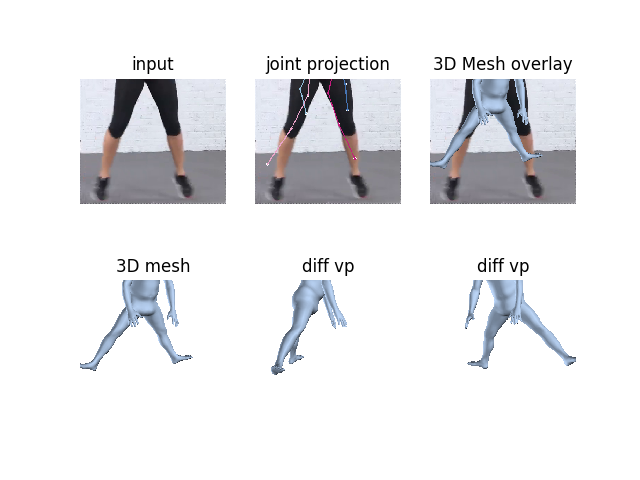 input
joint projection
3D Mesh overlay
3D mesh
diff vp
diff vp